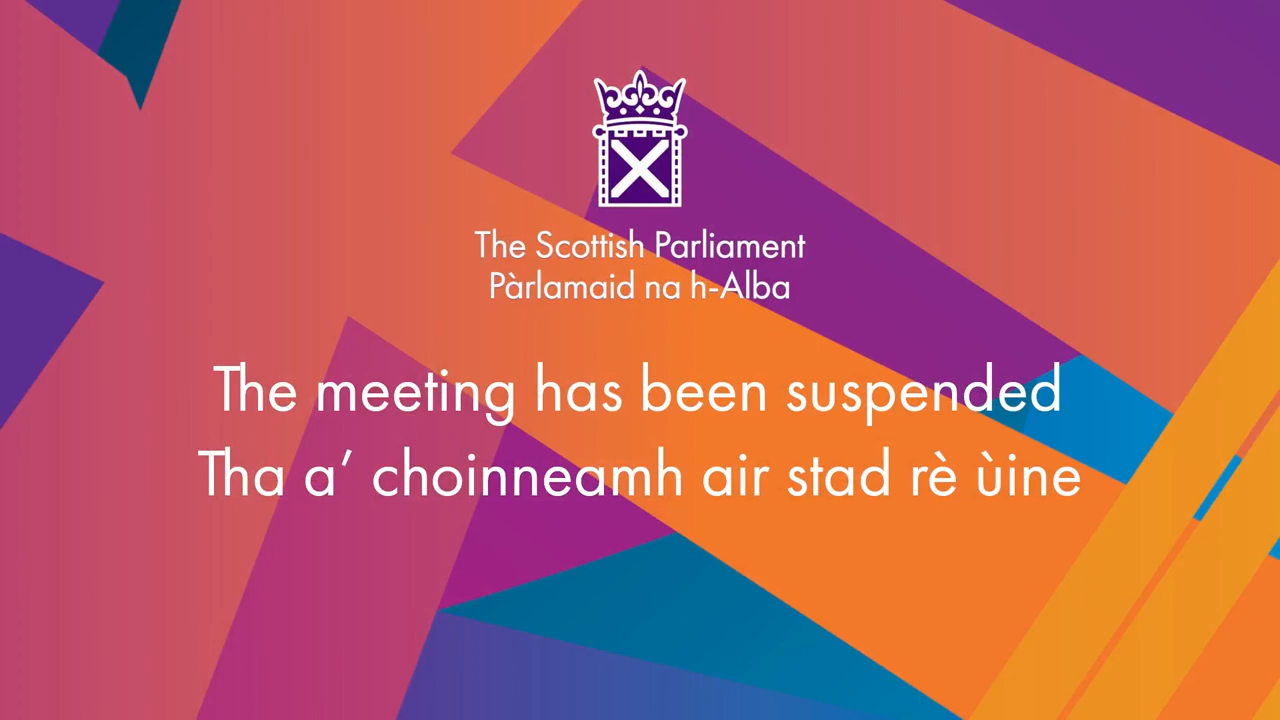 The Scottish Parliament
Pàrlamaid na h-Alba
The meeting has been suspended
Tha a’ choinneamh air stad rè ùine